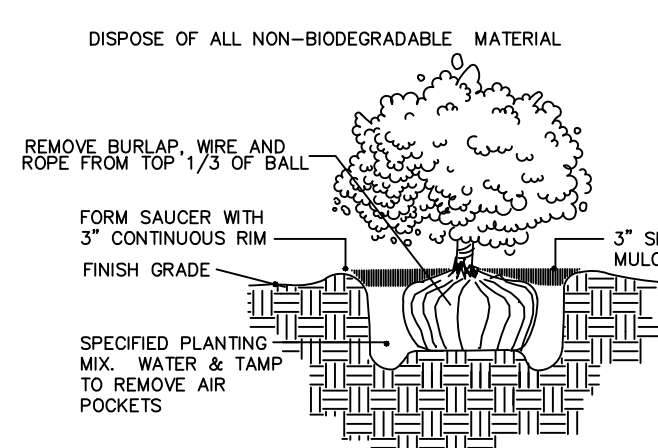 DISPOSE OF ALL NON-BIODEGRADABLE MATERIAL
REMOVE BURLAP, WIRE AND
ROPE FROM TOP 1/3 OF BALL
FORM SAUCER WITH
3" CONTINUOUS RIM
FINISH GRADE
SPECIFIED PLANTING
MIX. WATER & TAMP
TO REMOVE AIR
POCKETS
3"